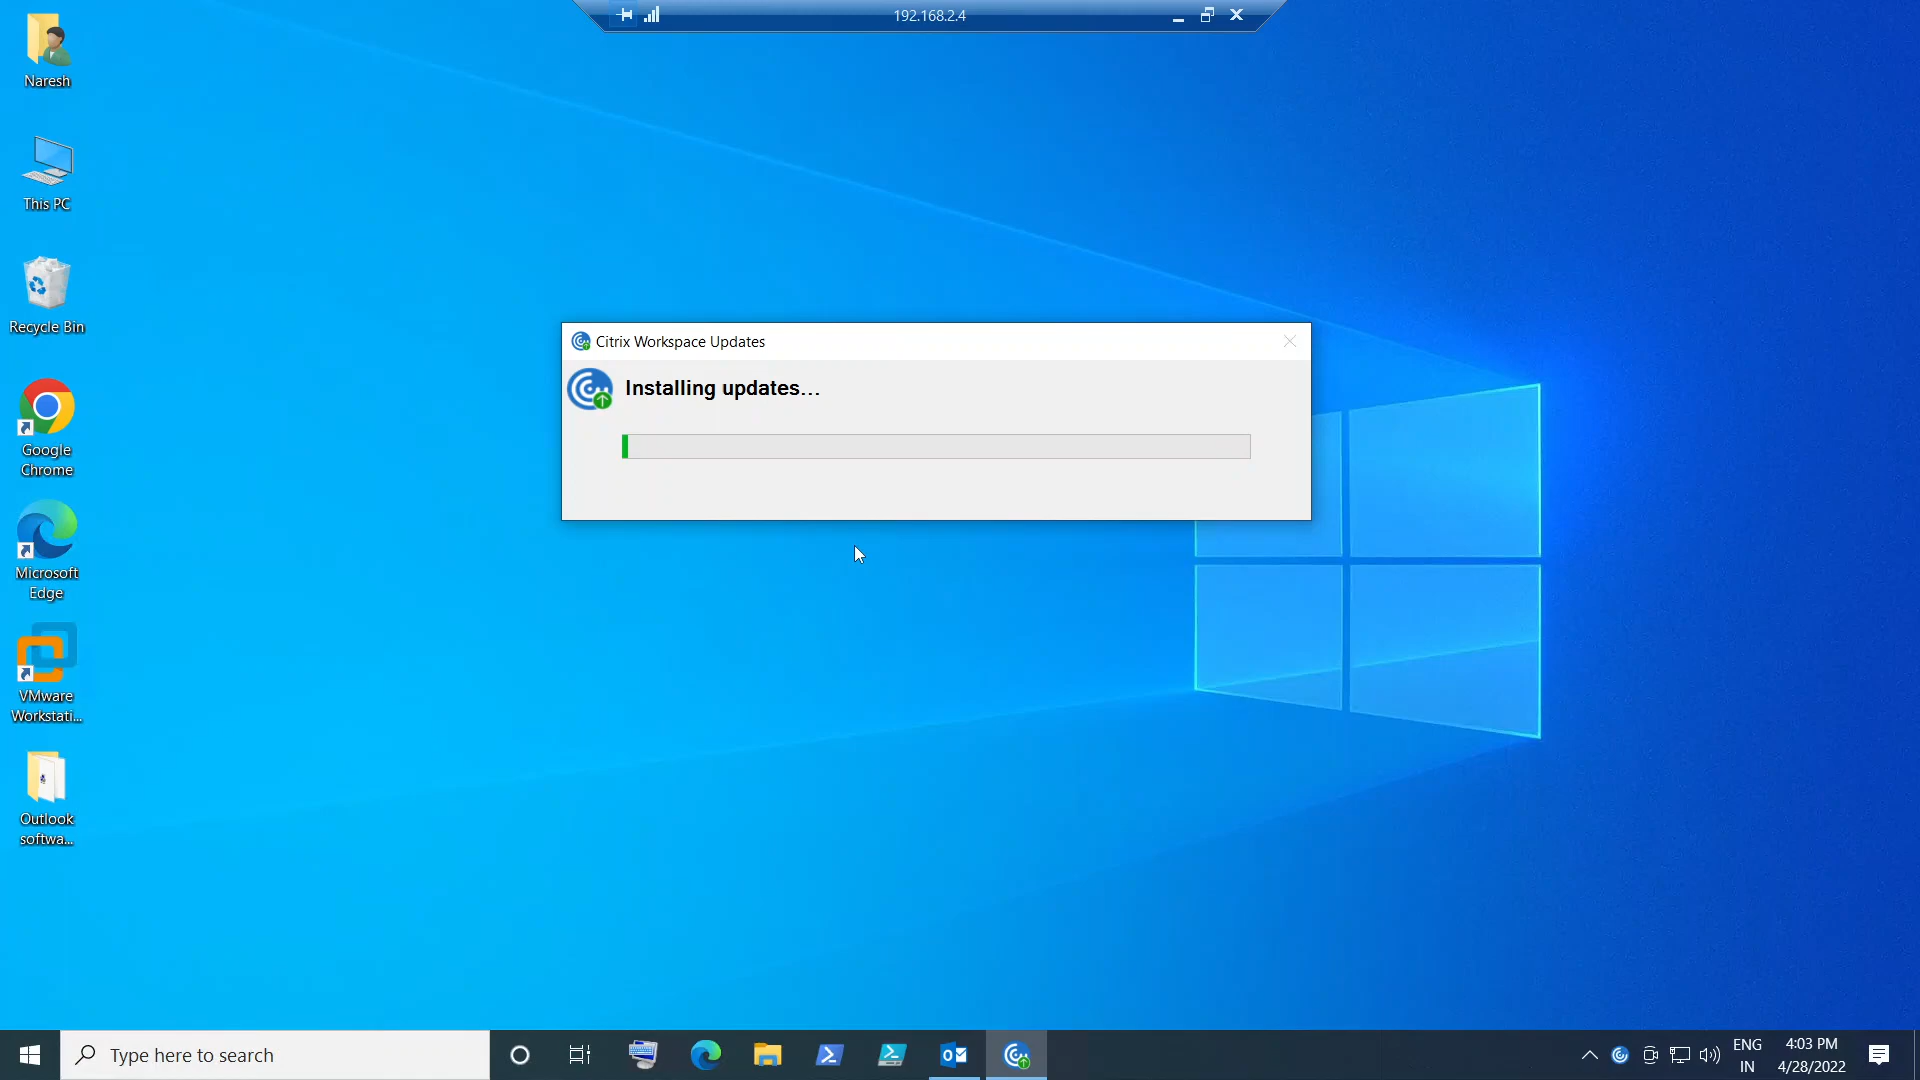 192.168.2.4
Naresh
This PC
Recycle Bin
Google
Chrome
Microsoft
Edge
VMware
Workstati...
Outlook
softwa...
Citrix Workspace Updates
Installing updates...
Type here to search
ENG
IN
4:03 PM
4/28/2022